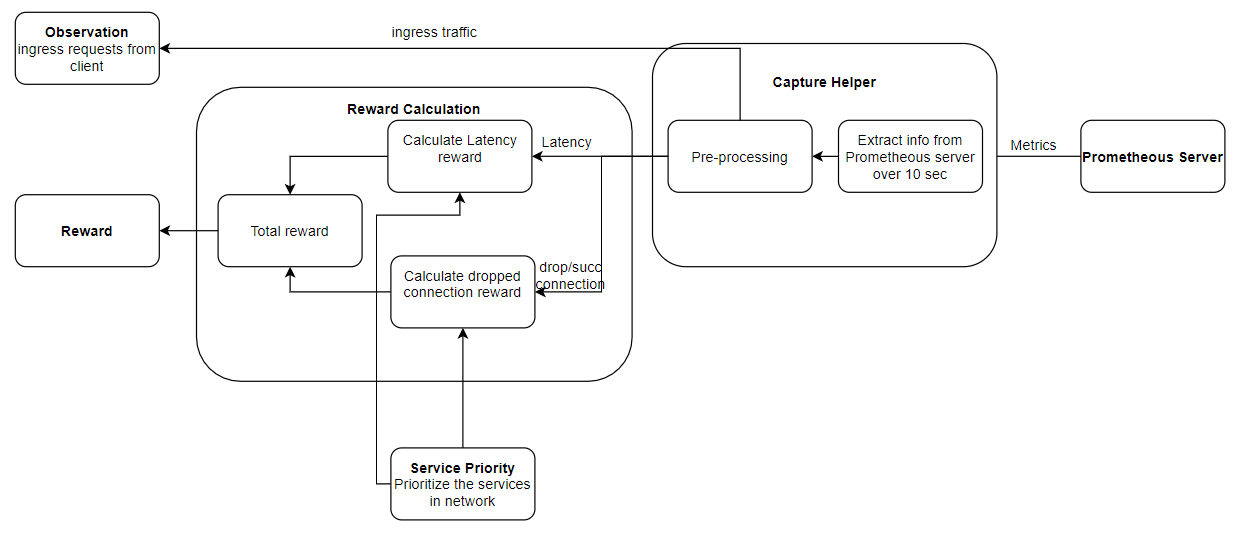 Observation
ingress requests from
client
ingress traffic
Capture Helper
Reward Calculation
Calculate Latency
reward
Latency
Pre-processing
Extract info from
Prometheous server
over 10 sec
Metrics
Prometheous Server
Reward
Total reward
Calculate dropped
connection reward
drop/succ
connection
Service Priority
Prioritize the services
in network